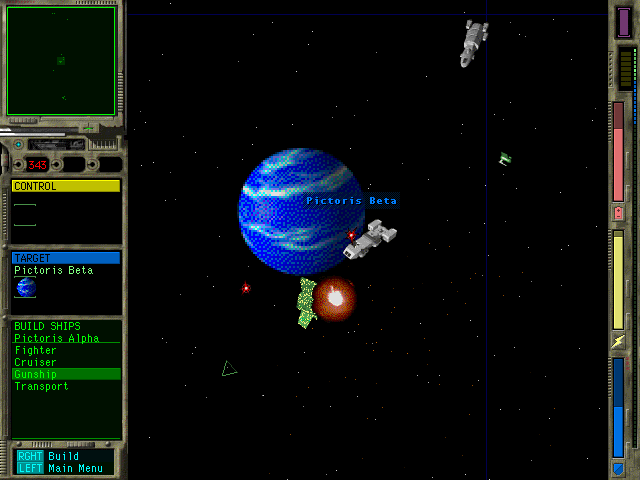 343
CONTROL
TARGET
Pictoris Beta
BUILD SHIPS
Pictoris Alpha
Fighter
Cruiser
Gunship
Transport
RGHT Build
LEFT Main Menu
Pictoris Beta